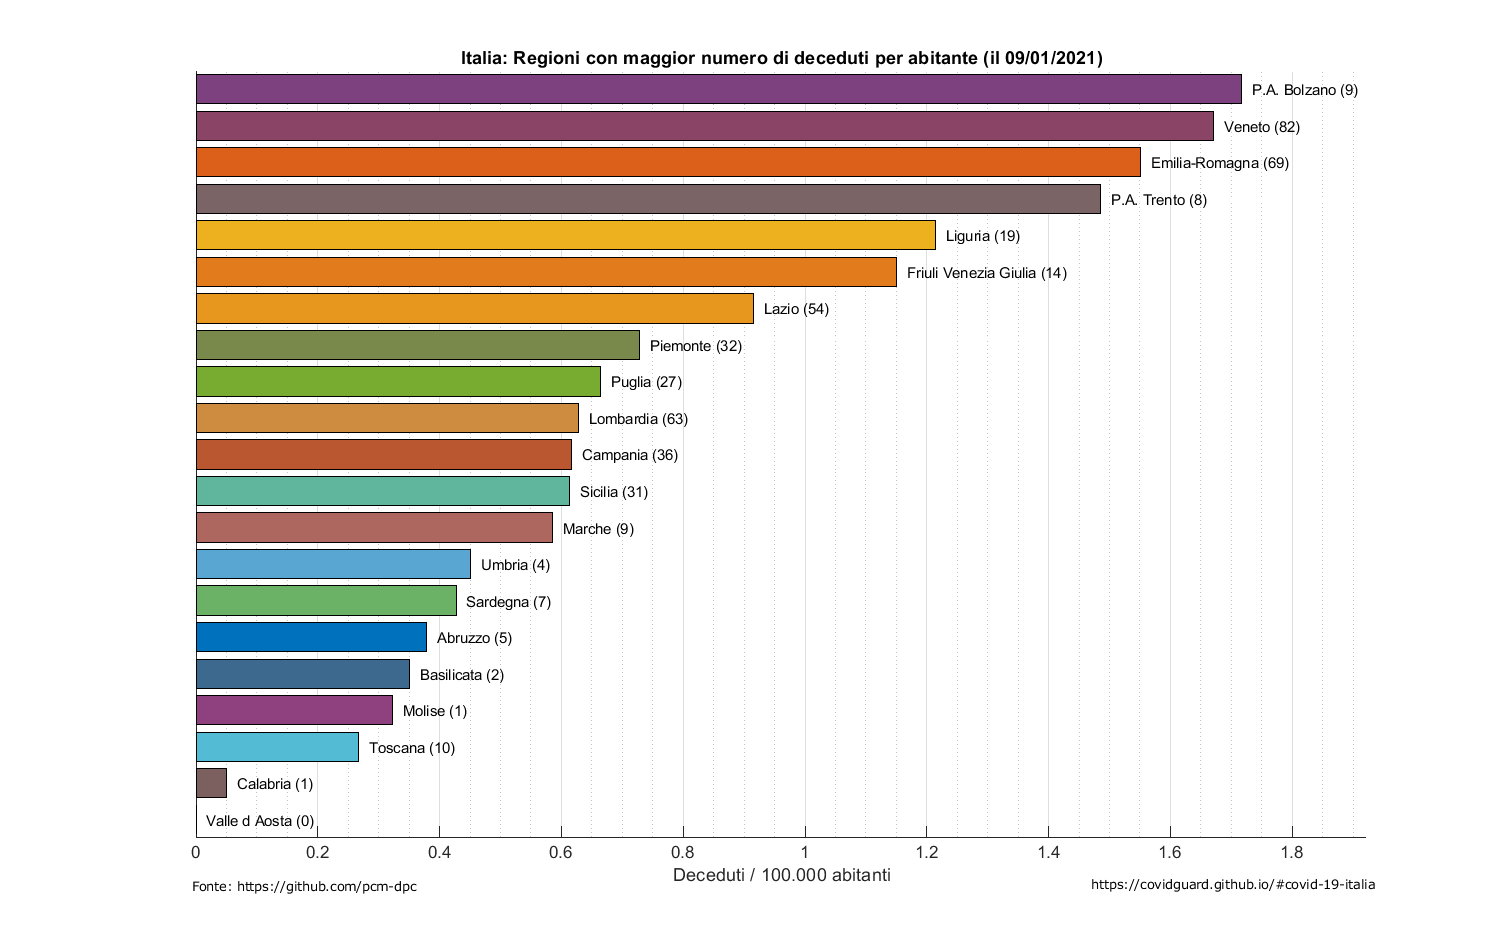 Italia: Regioni con maggior numero di deceduti per abitante (il 09/01/2021)
P.A. Bolzano (9)
Veneto (82)
Emilia-Romagna (69)
P.A. Trento (8)
Liguria (19)
Friuli Venezia Giulia (14)
Lazio (54)
Piemonte (32)
Puglia (27)
Lombardia (63)
Campania (36)
Sicilia (31)
Marche (9)
Umbria (4)
Sardegna (7)
Abruzzo (5)
Basilicata (2)
Molise (1)
Toscana (10)
Calabria (1)
Valle d Aosta (0)
0 0.2 0.4 0.6 0.8 1 1.2 1.4 1.6 1.8
Deceduti / 100.000 abitanti
Fonte: https://github.com/pcm-dpc
https://covidguard.github.io/#covid-19-italia